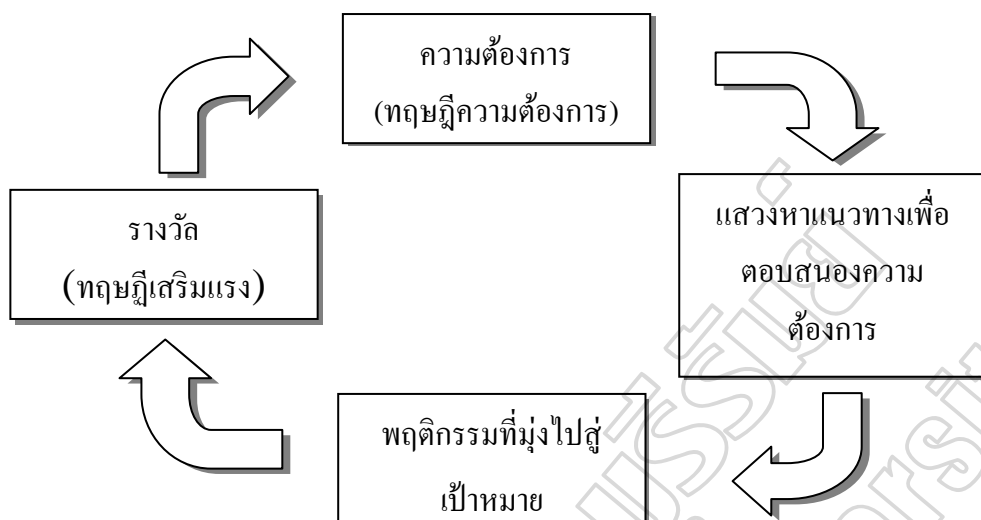 ความต้องการ
(ทฤษฎีความต้องการ)
แสวงหาแนวทางเพื่อ
ตอบสนองความ
ต้องการ
รางวัล
(ทฤษฎีเสริมแรง)
พฤติกรรมที่มุ่งไปสู่
เป้าหมาย